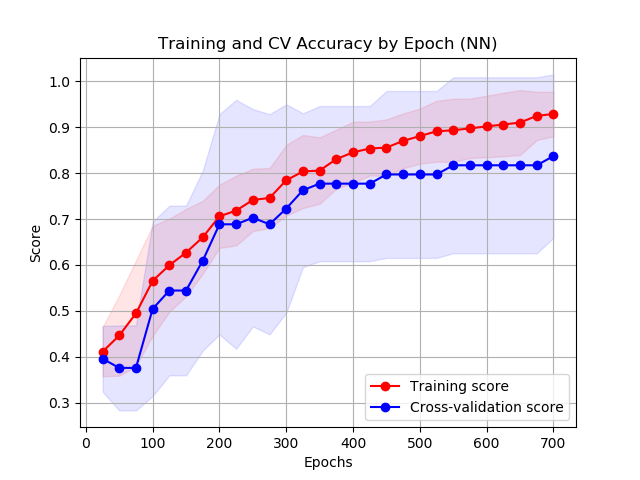 Training and CV Accuracy by Epoch (NN)
1.0
0.9
0.8
0.7
0.6
0.5
0.4
0.3
Score
0 100 200 300 400 500 600 700
Epochs
Training score
Cross-validation score